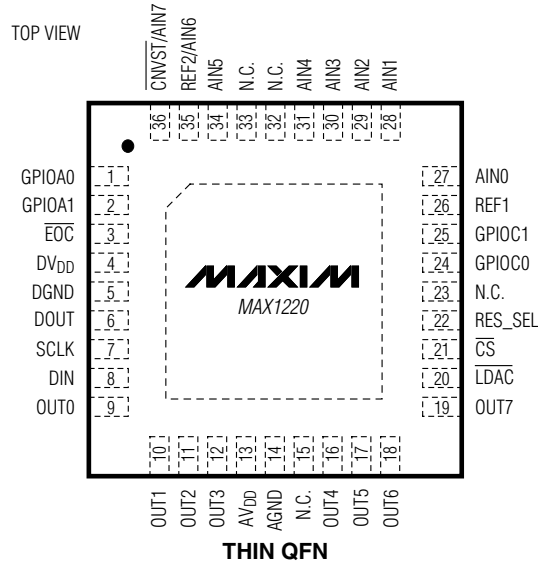 TOP VIEW
CNVST/AIN7
REF2/AIN6
AIN5
N.C.
N.C.
AIN4
AIN3
AIN2
AIN1
36
35
34
33
32
31
30
29
28
GPIOA0 1
GPIOA1 2
EOC 3
DVDD 4
DGND 5
DOUT 6
SCLK 7
DIN 8
OUT0 9
27 AIN0
26 REF1
25 GPIOC1
24 GPIOC0
23 N.C.
22 RES_SEL
21 CS
20 LDAC
19 OUT7
MAXIM
MAX1220
10
11
12
13
14
15
16
17
18
OUT1
OUT2
OUT3
AVDD
AGND
N.C.
OUT4
OUT5
OUT6
THIN QFN